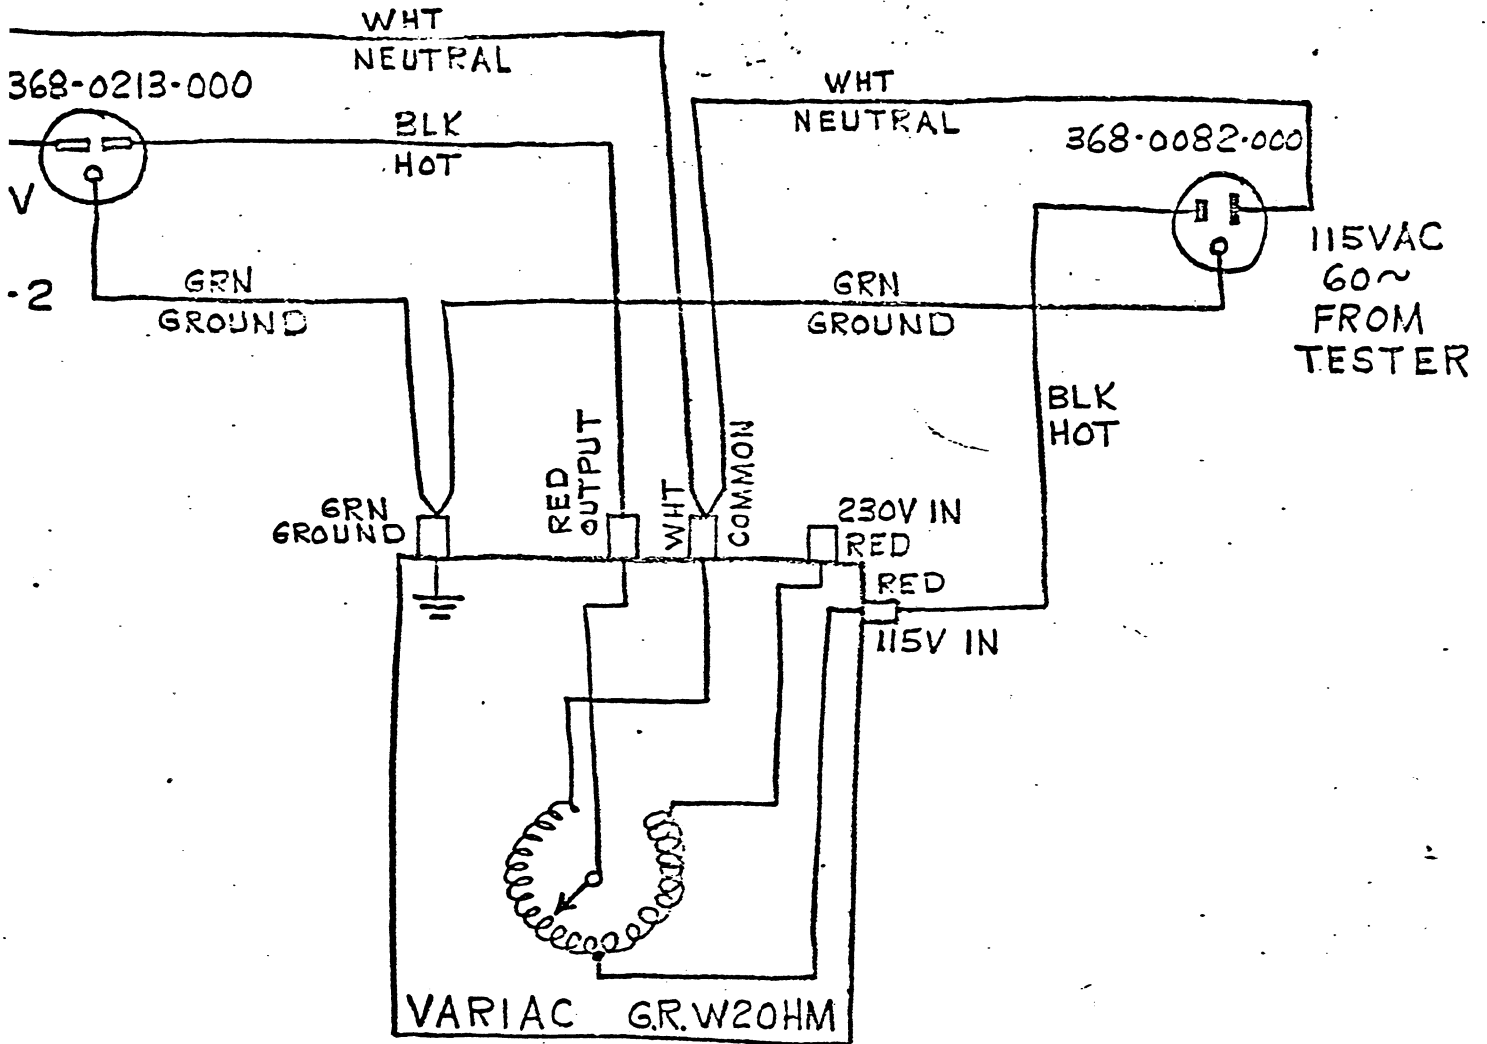 WHT
NEUTRAL
368-0213-000
BLK
HOT
V
-2
GRN
GROUND
WHT
NEUTRAL
368-0082-000
115VAC
60~
FROM
TESTER
GRN
GROUND
BLK
HOT
GRN
GROUND
RED
OUTPUT
WHT
COMMON
230V IN
RED
RED
115V IN
VARIAC G.R. W20HM